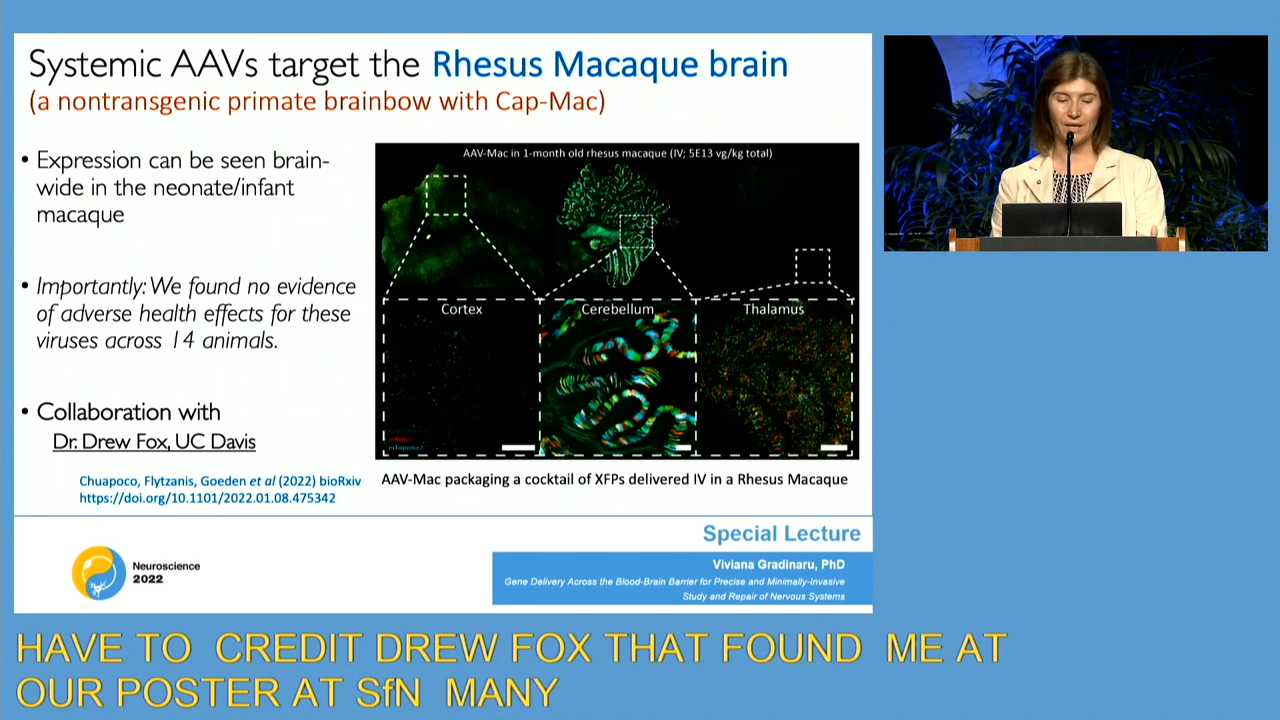 Systemic AAVs target the Rhesus Macaque brain
(a nontransgenic primate brainbow with Cap-Mac)
• Expression can be seen brain-
wide in the neonate/infant
macaque
• Importantly: We found no evidence
of adverse health effects for these
viruses across 14 animals.
• Collaboration with
Dr. Drew Fox, UC Davis
Chuapoco, Flytzanis, Goeden et al (2022) bioRxiv
https://doi.org/10.1101/2022.01.08.475342
AAV-Mac in 1-month old rhesus macaque (IV; 5E13 vg/kg total)
Cortex
Cerebellum
Thalamus
AAV-Mac packaging a cocktail of XFPs delivered IV in a Rhesus Macaque
Neuroscience
2022
Special Lecture
Viviana Gradinaru, PhD
Gene Delivery Across the Blood-Brain Barrier for Precise and Minimally-Invasive
Study and Repair of Nervous Systems
HAVE TO CREDIT DREW FOX THAT FOUND ME AT
OUR POSTER AT SfN MANY